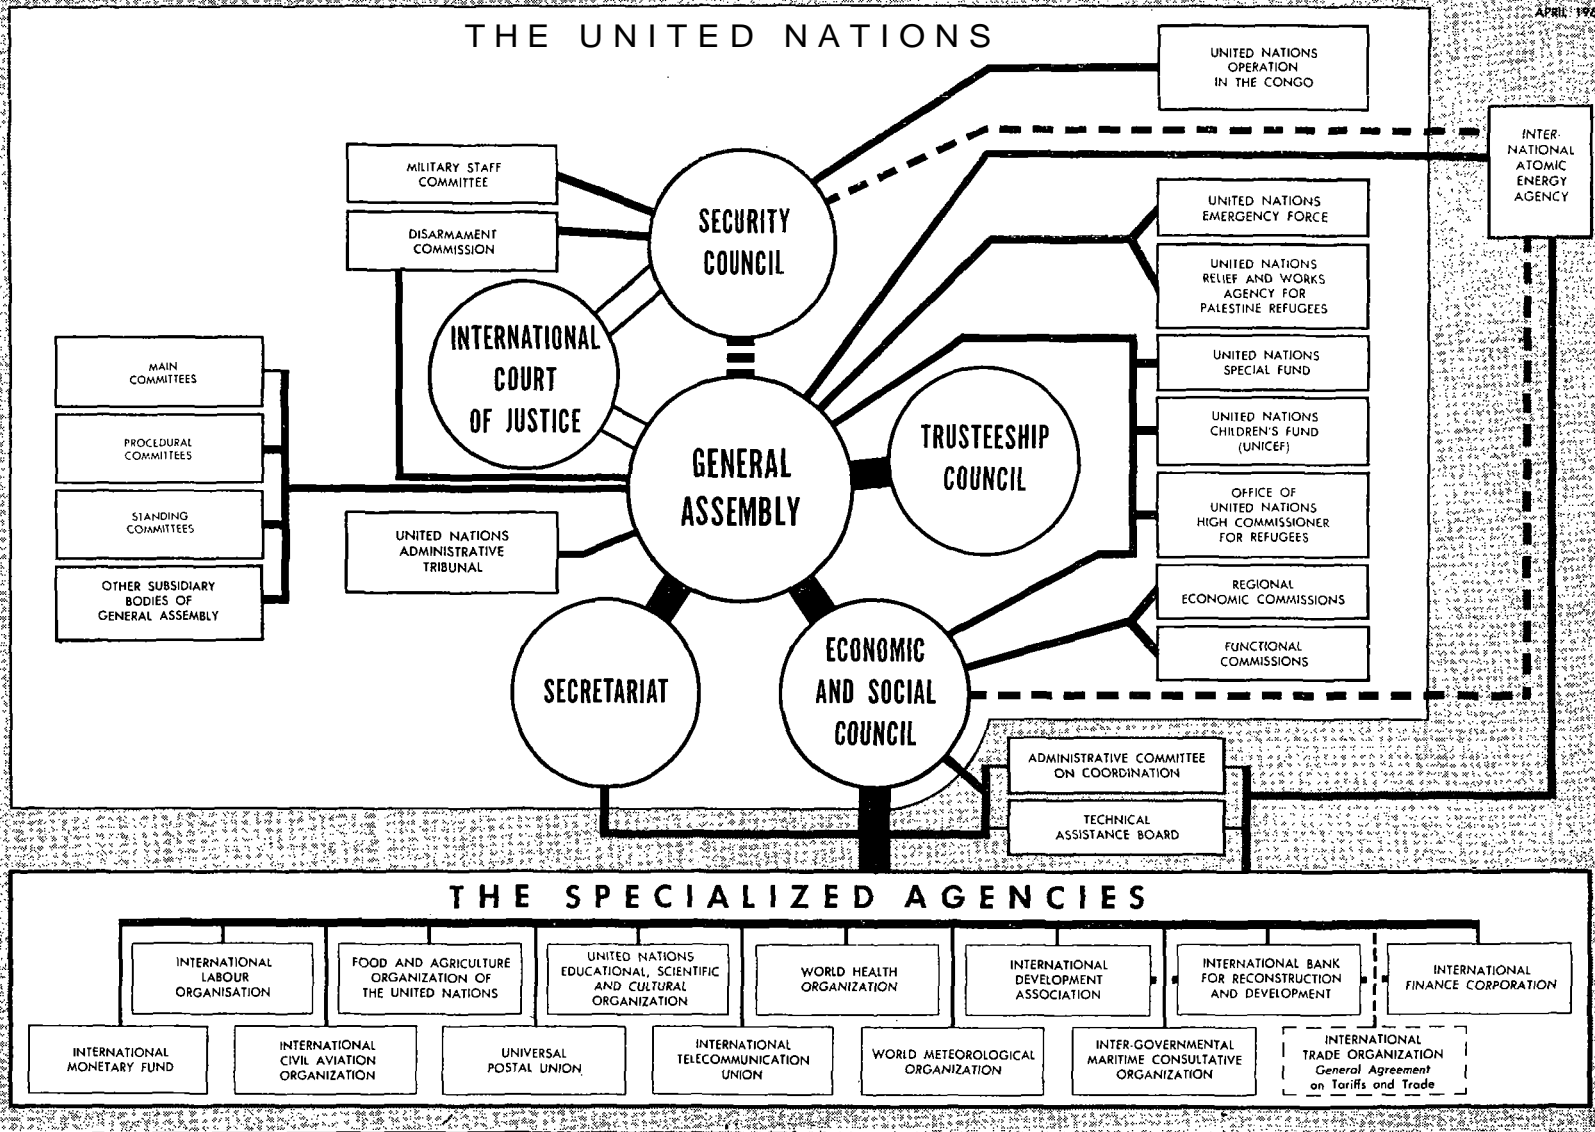 APRIL 196
THE UNITED NATIONS
UNITED NATIONS
OPERATION
IN THE CONGO
INTER-
NATIONAL
ATOMIC
ENERGY
AGENCY
MILITARY STAFF
COMMITTEE
DISARMAMENT
COMMISSION
SECURITY
COUNCIL
UNITED NATIONS
EMERGENCY FORCE
UNITED NATIONS
RELIEF AND WORKS
AGENCY FOR
PALESTINE REFUGEES
INTERNATIONAL
COURT
OF JUSTICE
MAIN
COMMITTEES
PROCEDURAL
COMMITTEES
STANDING
COMMITTEES
OTHER SUBSIDIARY
BODIES OF
GENERAL ASSEMBLY
UNITED NATIONS
SPECIAL FUND
UNITED NATIONS
CHILDREN'S FUND
(UNICEF)
OFFICE OF
UNITED NATIONS
HIGH COMMISSIONER
FOR REFUGEES
GENERAL
ASSEMBLY
TRUSTEESHIP
COUNCIL
UNITED NATIONS
ADMINISTRATIVE
TRIBUNAL
REGIONAL
ECONOMIC COMMISSIONS
FUNCTIONAL
COMMISSIONS
SECRETARIAT
ECONOMIC
AND SOCIAL
COUNCIL
ADMINISTRATIVE COMMITTEE
ON COORDINATION
TECHNICAL
ASSISTANCE BOARD
THE SPECIALIZED AGENCIES
INTERNATIONAL
LABOUR
ORGANISATION
FOOD AND AGRICULTURE
ORGANIZATION OF
THE UNITED NATIONS
UNITED NATIONS
EDUCATIONAL, SCIENTIFIC
AND CULTURAL
ORGANIZATION
WORLD HEALTH
ORGANIZATION
INTERNATIONAL
DEVELOPMENT
ASSOCIATION
INTERNATIONAL BANK
FOR RECONSTRUCTION
AND DEVELOPMENT
INTERNATIONAL
FINANCE CORPORATION
INTERNATIONAL
MONETARY FUND
INTERNATIONAL
CIVIL AVIATION
ORGANIZATION
UNIVERSAL
POSTAL UNION
INTERNATIONAL
TELECOMMUNICATION
UNION
WORLD METEOROLOGICAL
ORGANIZATION
INTER-GOVERNMENTAL
MARITIME CONSULTATIVE
ORGANIZATION
INTERNATIONAL
TRADE ORGANIZATION
General Agreement
on Tariffs and Trade